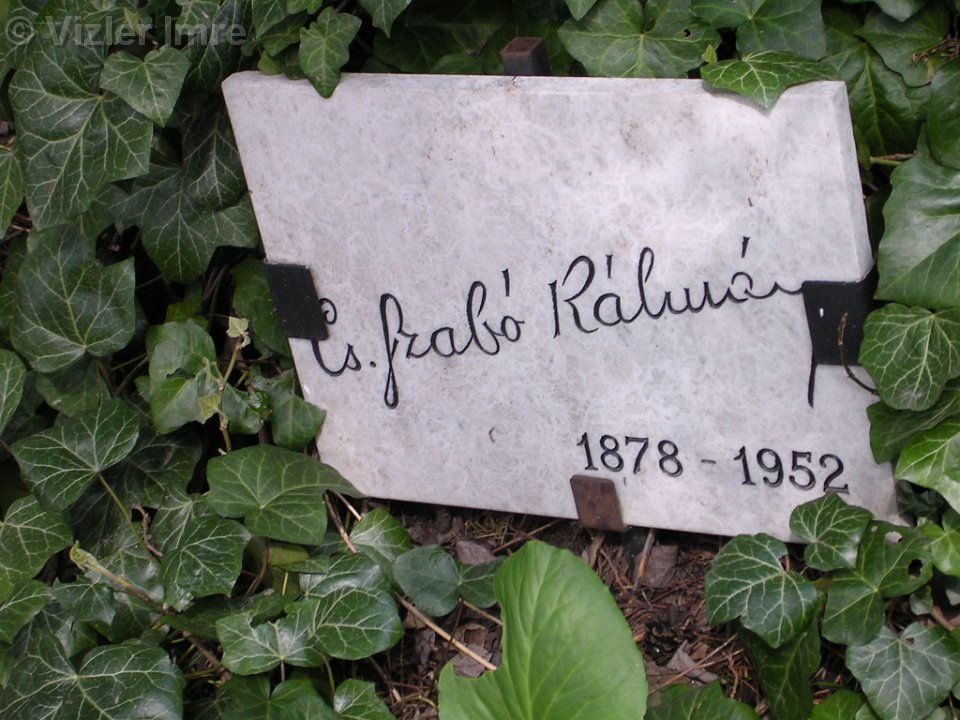 © Vizler Imre
Cs. Szabó Kálmán
1878 - 1952